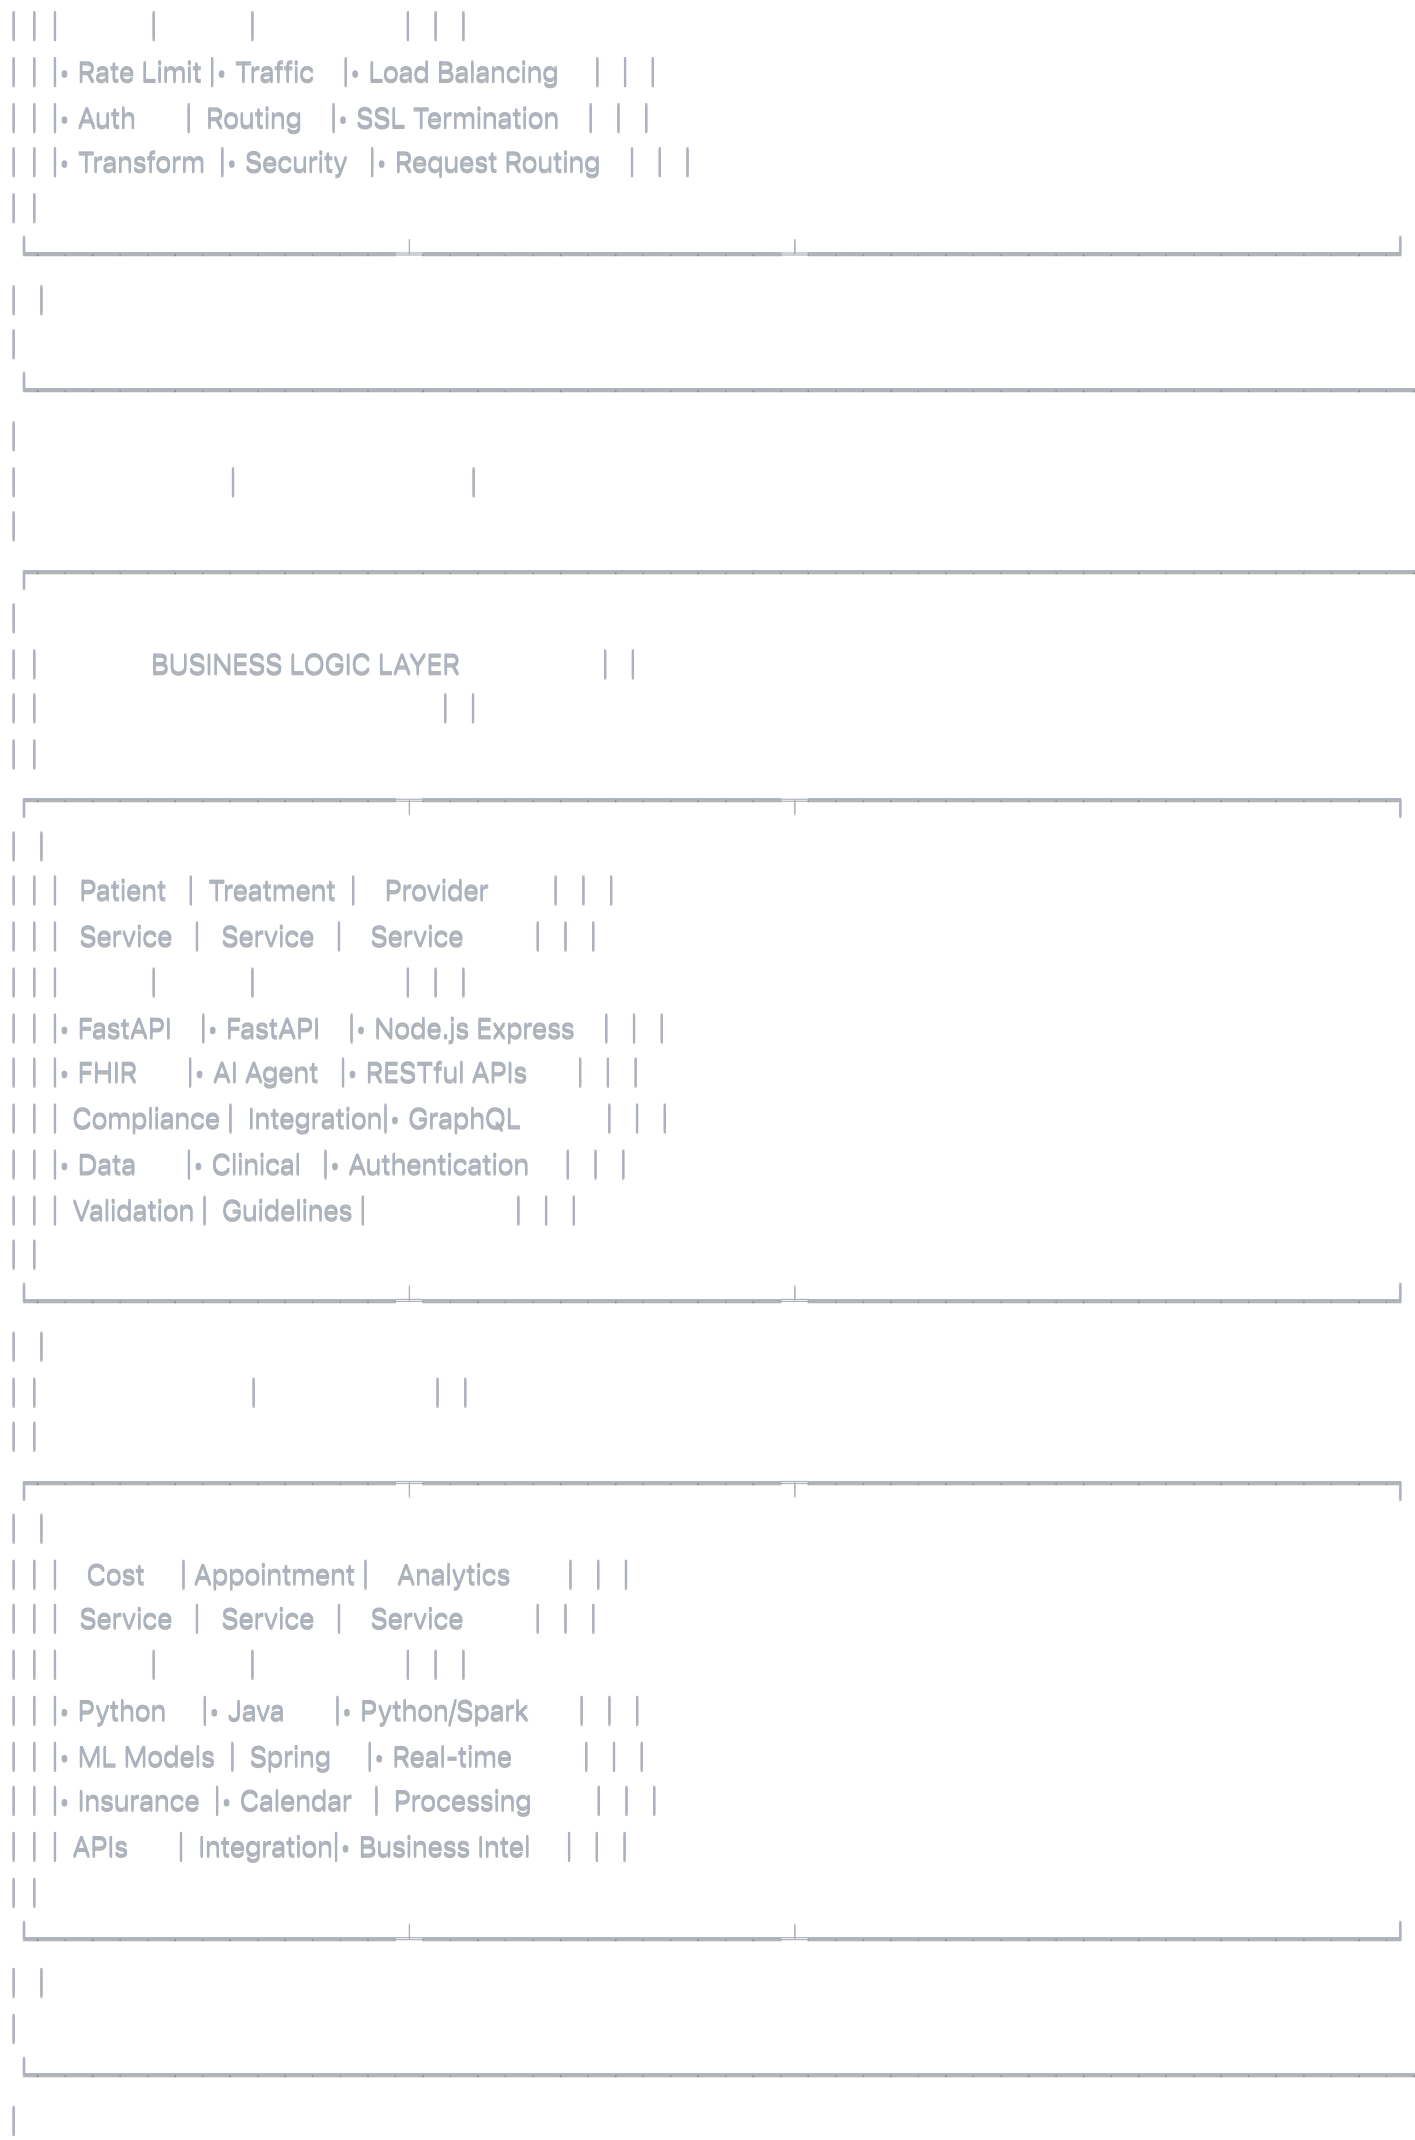 • Rate Limit |• Traffic |• Load Balancing
• Auth | Routing |• SSL Termination
• Transform |• Security |• Request Routing
BUSINESS LOGIC LAYER
Patient | Treatment | Provider
Service | Service | Service
• FastAPI |• FastAPI |• Node.js Express
• FHIR |• AI Agent |• RESTful APIs
Compliance | Integration|• GraphQL
• Data |• Clinical |• Authentication
Validation | Guidelines |
Cost | Appointment | Analytics
Service | Service | Service
• Python |• Java |• Python/Spark
• ML Models | Spring |• Real-time
• Insurance |• Calendar | Processing
APIs | Integration|• Business Intel